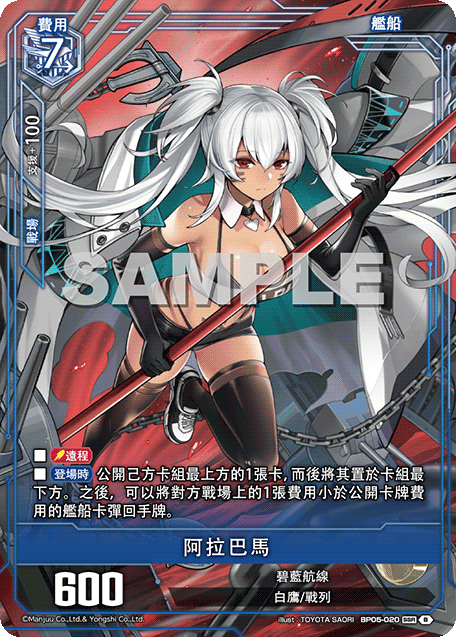 費用
7
艦船
支援+100
戰場
SAMPLE
■ 遠程
■ 登場時 公開己方卡組最上方的1張卡,而後將其置於卡組最
下方。之後，可以將對方戰場上的1張費用小於公開卡牌費
用的艦船卡彈回手牌。
阿拉巴馬
600
碧藍航線
白鷹/戰列
illust : TOYOTA SAORI BP05-020 SSR B
©Manjuu Co.,Ltd.& Yongshi Co.,Ltd.